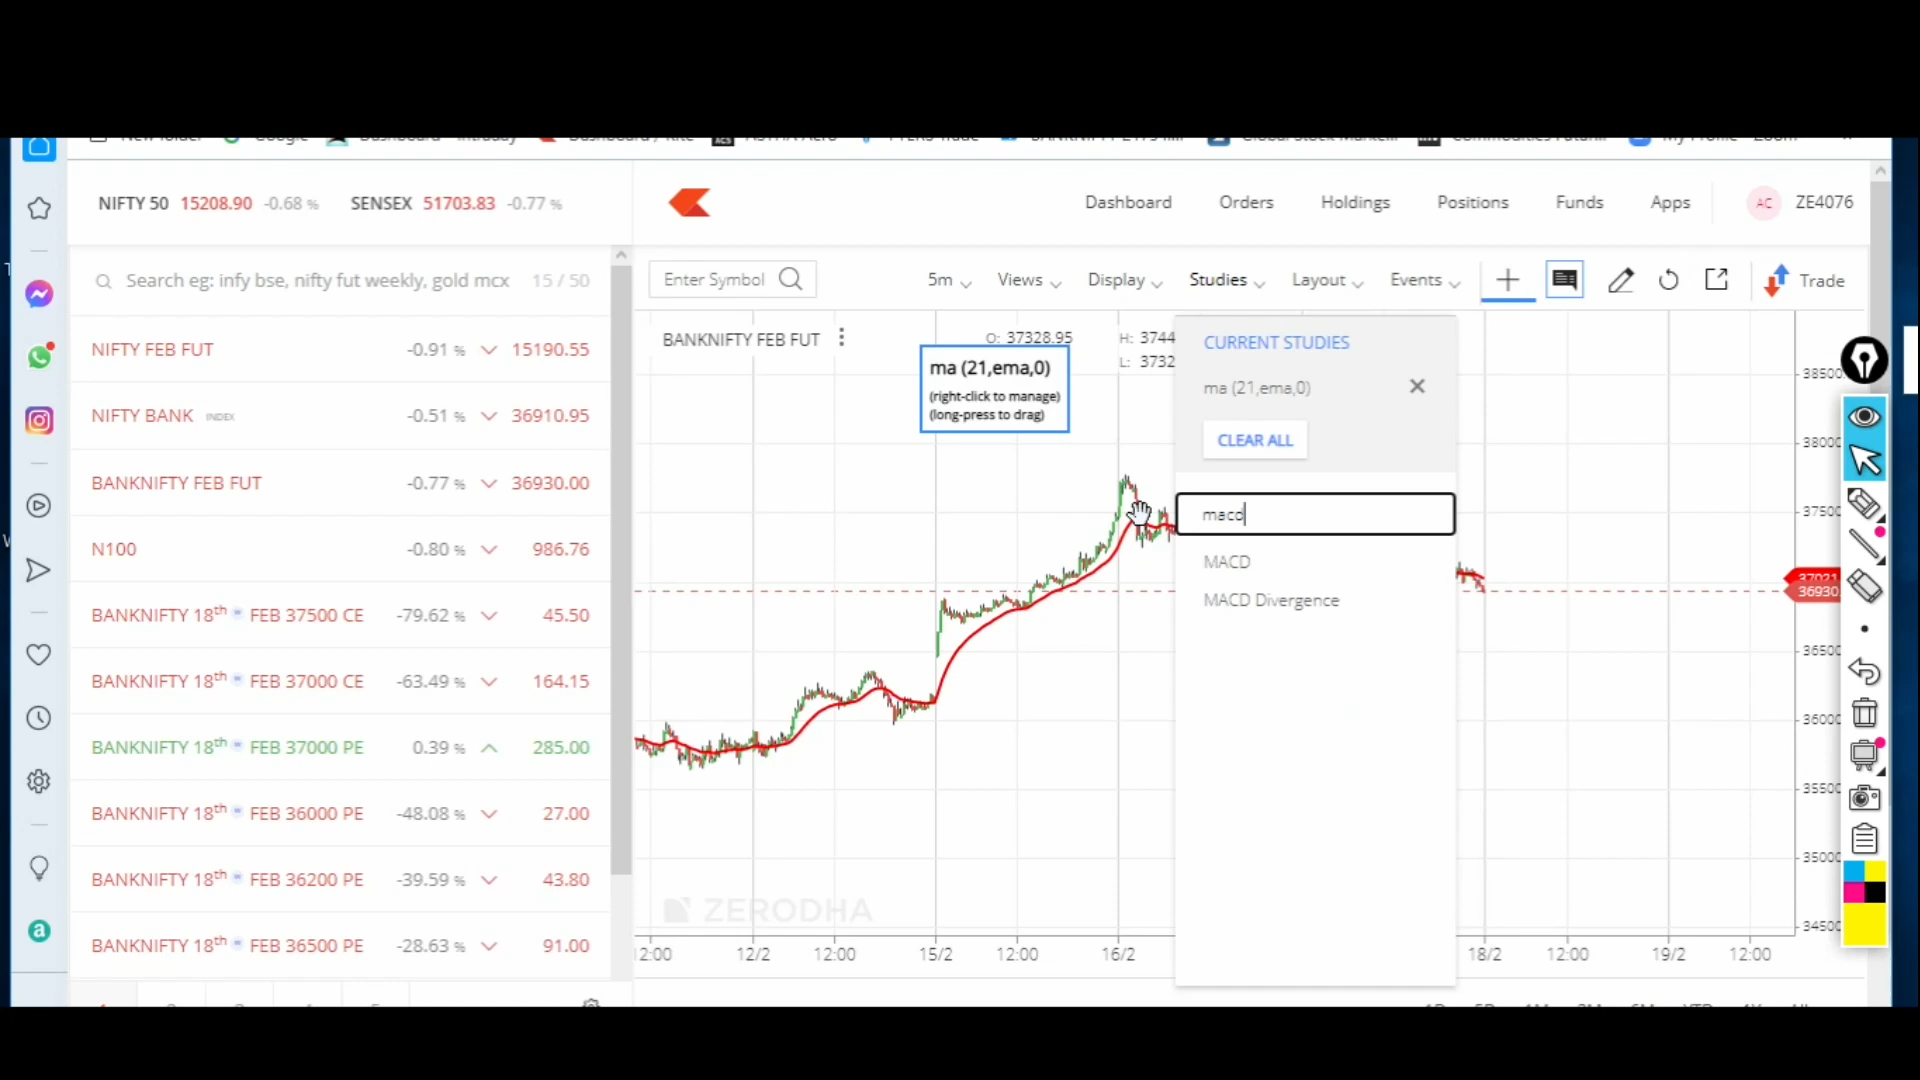 NIFTY 50 15208.90 -0.68 % SENSEX 51703.83 -0.77 %
Dashboard Orders Holdings Positions Funds Apps AC ZE4076
Search eg: infy bse, nifty fut weekly, gold mcx 15 / 50
Enter Symbol 5m Views Display Studies Layout Events Trade
NIFTY FEB FUT -0.91 % 15190.55
NIFTY BANK INDEX -0.51 % 36910.95
BANKNIFTY FEB FUT -0.77 % 36930.00
N100 -0.80 % 986.76
BANKNIFTY 18th FEB 37500 CE -79.62 % 45.50
BANKNIFTY 18th FEB 37000 CE -63.49 % 164.15
BANKNIFTY 18th FEB 37000 PE 0.39 % 285.00
BANKNIFTY 18th FEB 36000 PE -48.08 % 27.00
BANKNIFTY 18th FEB 36200 PE -39.59 % 43.80
BANKNIFTY 18th FEB 36500 PE -28.63 % 91.00
BANKNIFTY FEB FUT O: 37328.95 H: 3744
L: 3732
ma (21,ema,0)
(right-click to manage)
(long-press to drag)
CURRENT STUDIES
ma (21,ema,0)
CLEAR ALL
macd
MACD
MACD Divergence
38500
38000
37500
36930
36500
36000
35500
35000
34500
ZERODHA
12:00 12/2 12:00 15/2 12:00 16/2 18/2 12:00 19/2 12:00